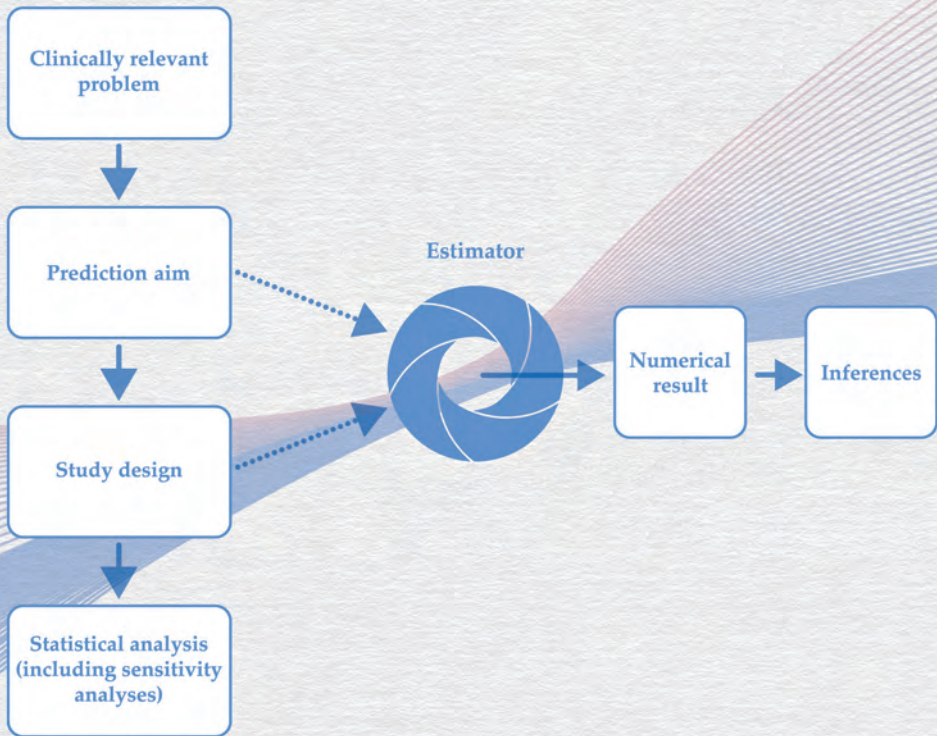 Clinically relevant
problem
Prediction aim
Estimator
Numerical
result
Inferences
Study design
Statistical analysis
(including sensitivity
analyses)